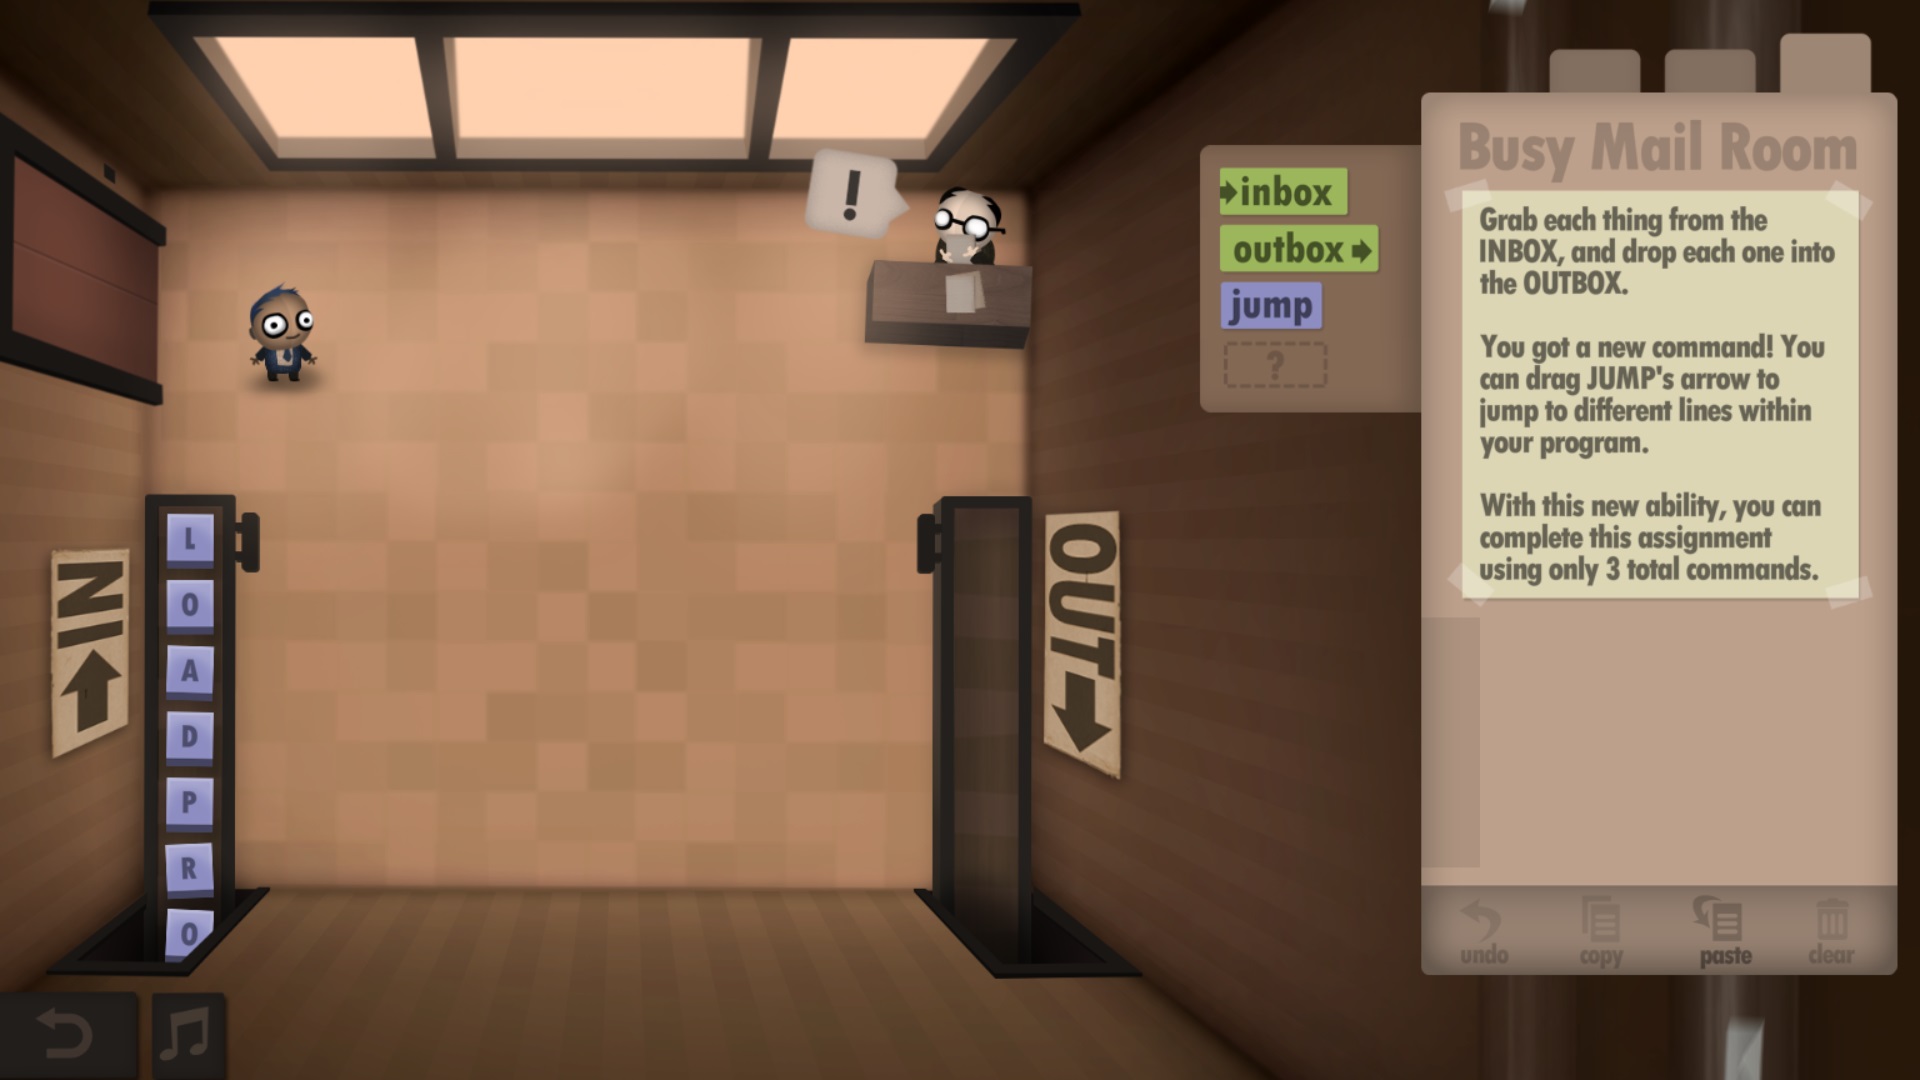 Busy Mail Room
Grab each thing from the
INBOX, and drop each one into
the OUTBOX.
You got a new command! You
can drag JUMP's arrow to
jump to different lines within
your program.
With this new ability, you can
complete this assignment
using only 3 total commands.
inbox
outbox
jump
?
!
IN
L
O
A
D
P
R
O
OUT
undo
copy
paste
clear